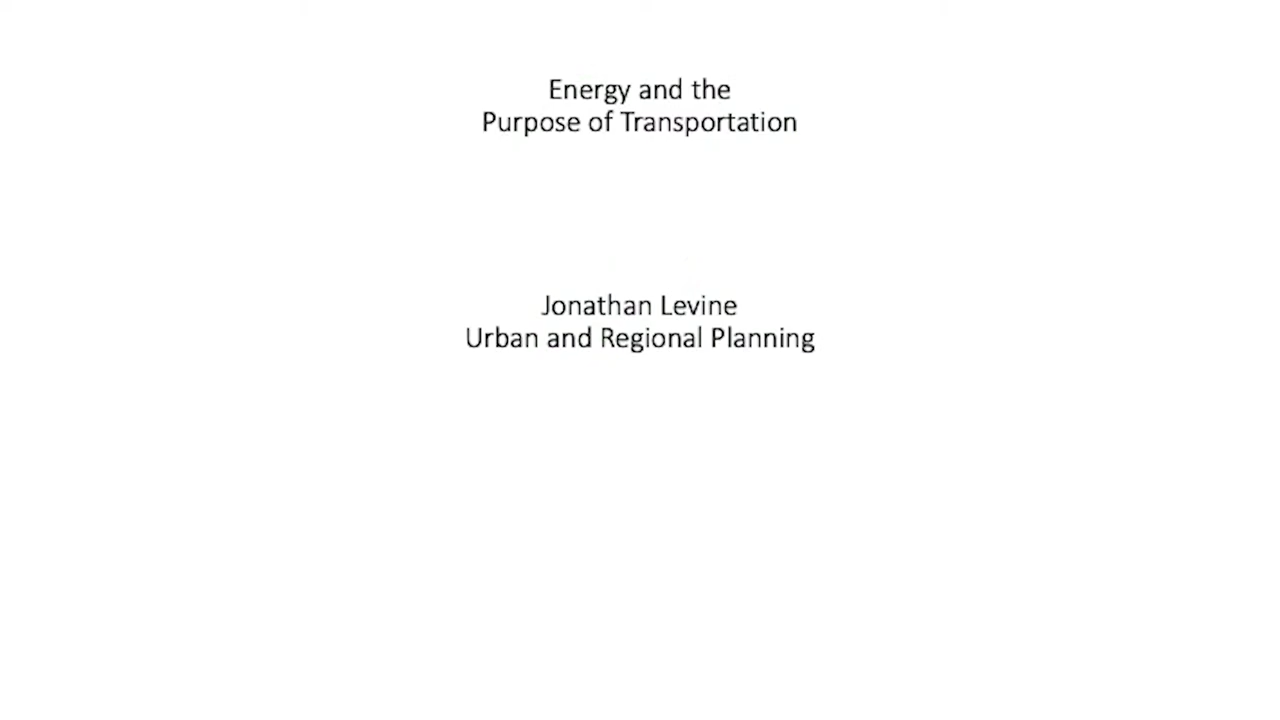 Energy and the
Purpose of Transportation
Jonathan Levine
Urban and Regional Planning